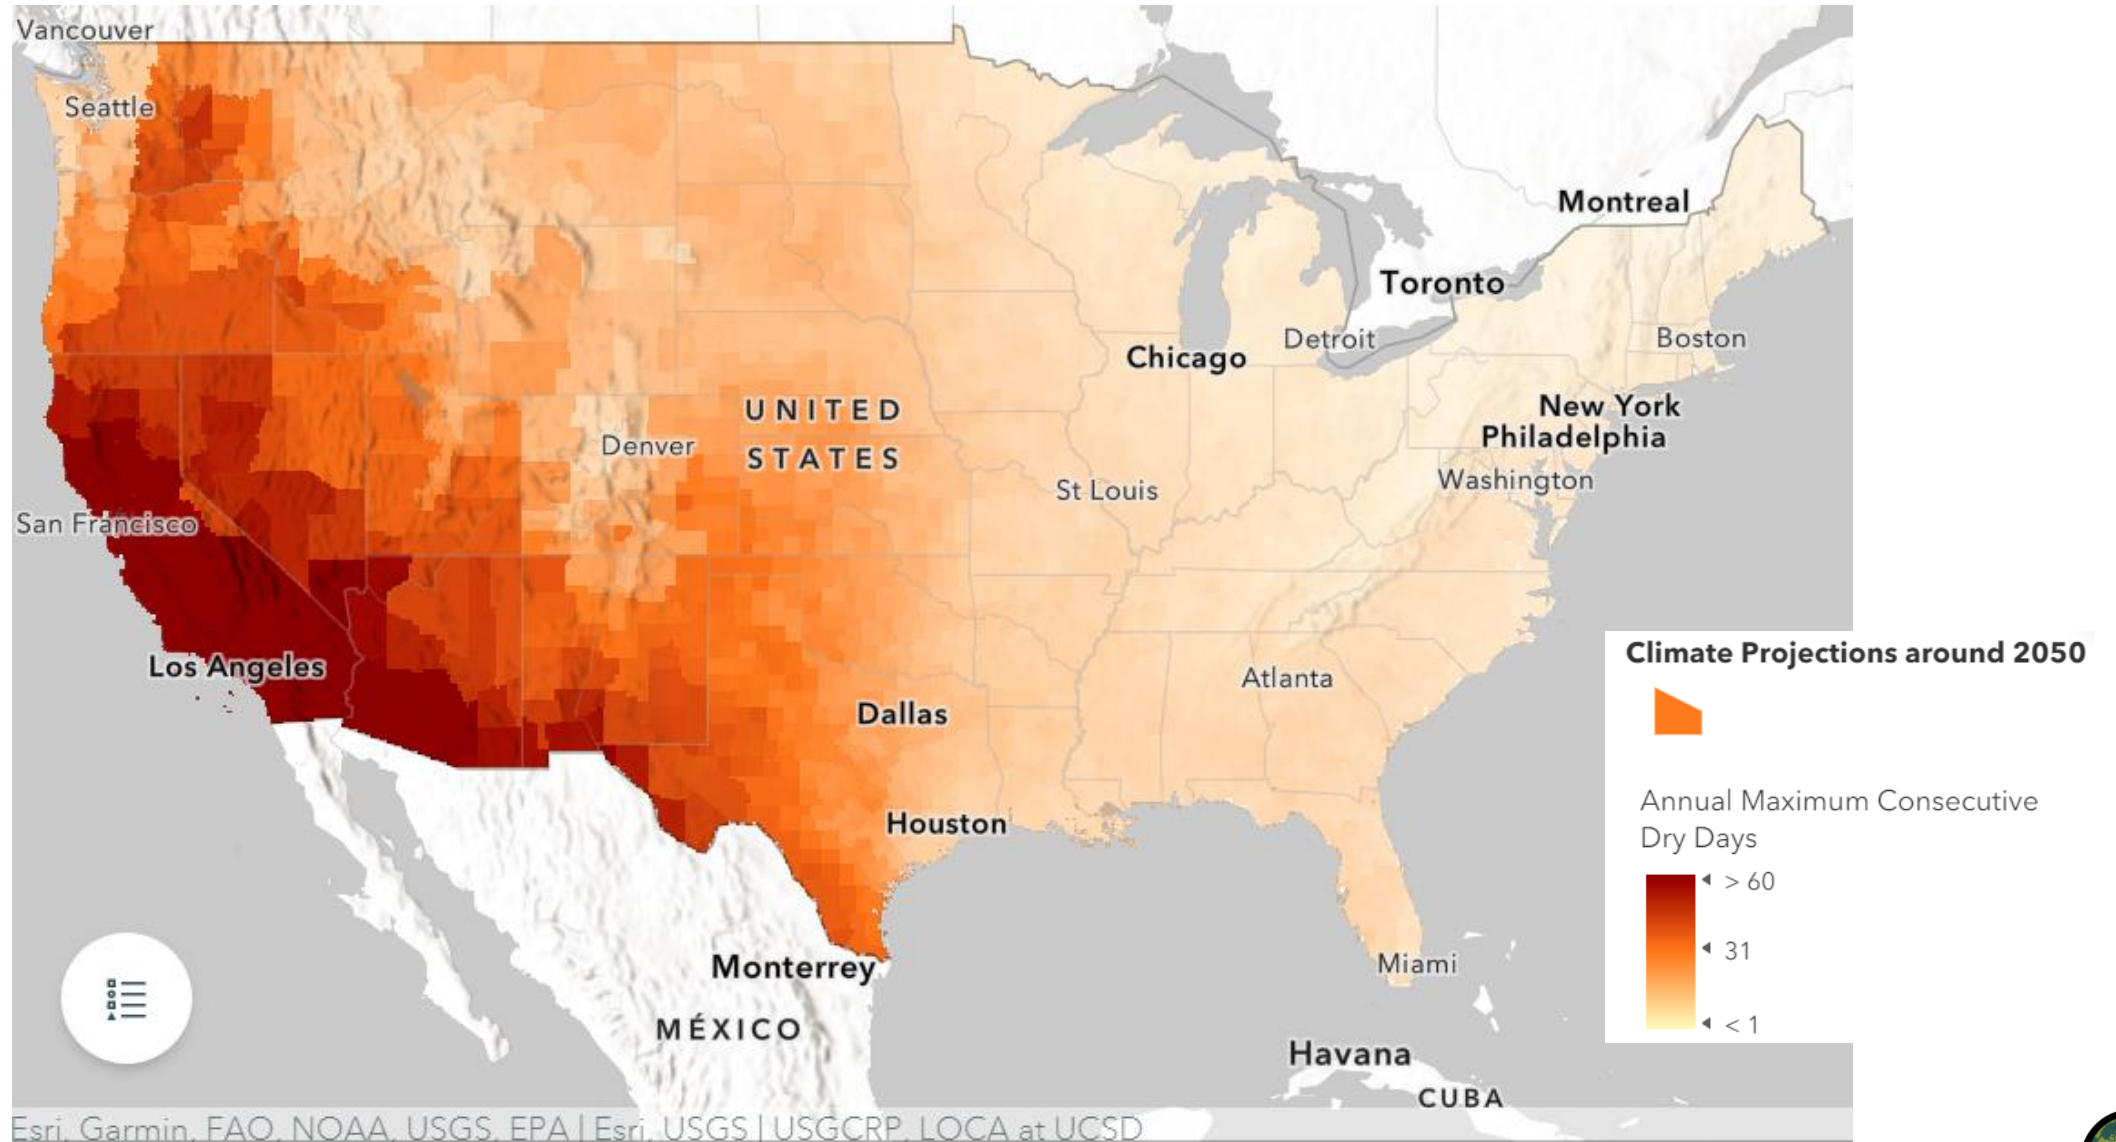 Vancouver
Seattle
Montreal
Toronto
Detroit
Boston
Chicago
New York
Philadelphia
UNITED
STATES
Denver
Washington
St Louis
San Francisco
Los Angeles
Atlanta
Dallas
Houston
Miami
Monterrey
MÉXICO
Havana
CUBA
Climate Projections around 2050
Annual Maximum Consecutive
Dry Days
> 60
31
< 1
Esri, Garmin, FAO, NOAA, USGS, EPA | Esri, USGS | USGCRP, LOCA at UCSD